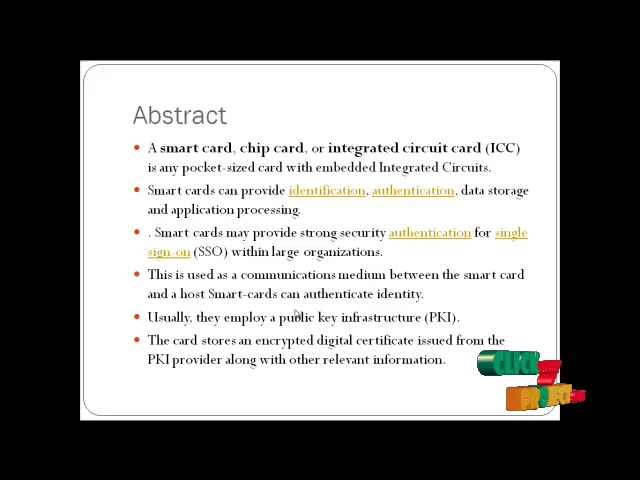 Abstract
A smart card, chip card, or integrated circuit card (ICC)
is any pocket-sized card with embedded Integrated Circuits.
Smart cards can provide identification, authentication, data storage
and application processing.
. Smart cards may provide strong security authentication for single
sign-on (SSO) within large organizations.
This is used as a communications medium between the smart card
and a host Smart-cards can authenticate identity.
Usually, they employ a public key infrastructure (PKI).
The card stores an encrypted digital certificate issued from the
PKI provider along with other relevant information.
CLICK